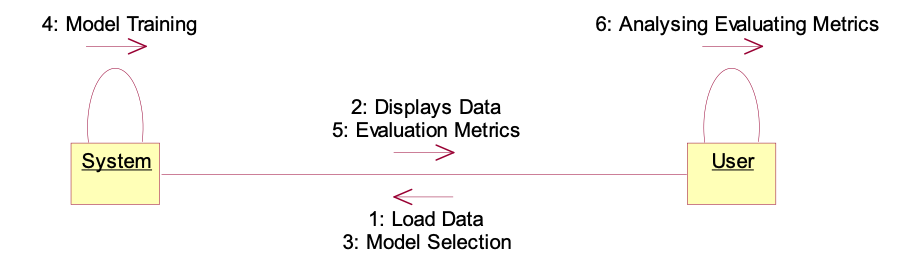 4: Model Training
6: Analysing Evaluating Metrics
2: Displays Data
5: Evaluation Metrics
System
User
1: Load Data
3: Model Selection